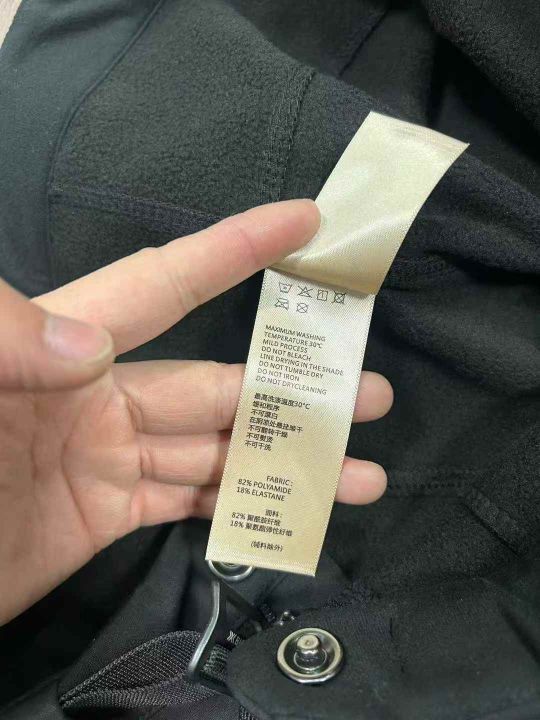 MAXIMUM WASHING
TEMPERATURE 30℃
MILD PROCESS
DO NOT BLEACH
LINE DRYING IN THE SHADE
DO NOT TUMBLE DRY
DO NOT IRON
DO NOT DRYCLEANING
最高洗涤温度30℃
缓和程序
不可漂白
在阴凉处悬挂晾干
不可翻转干燥
不可熨烫
不可干洗
FABRIC :
82% POLYAMIDE
18% ELASTANE
面料 :
82% 聚酰胺纤维
18% 聚氨酯弹性纤维
(辅料除外)